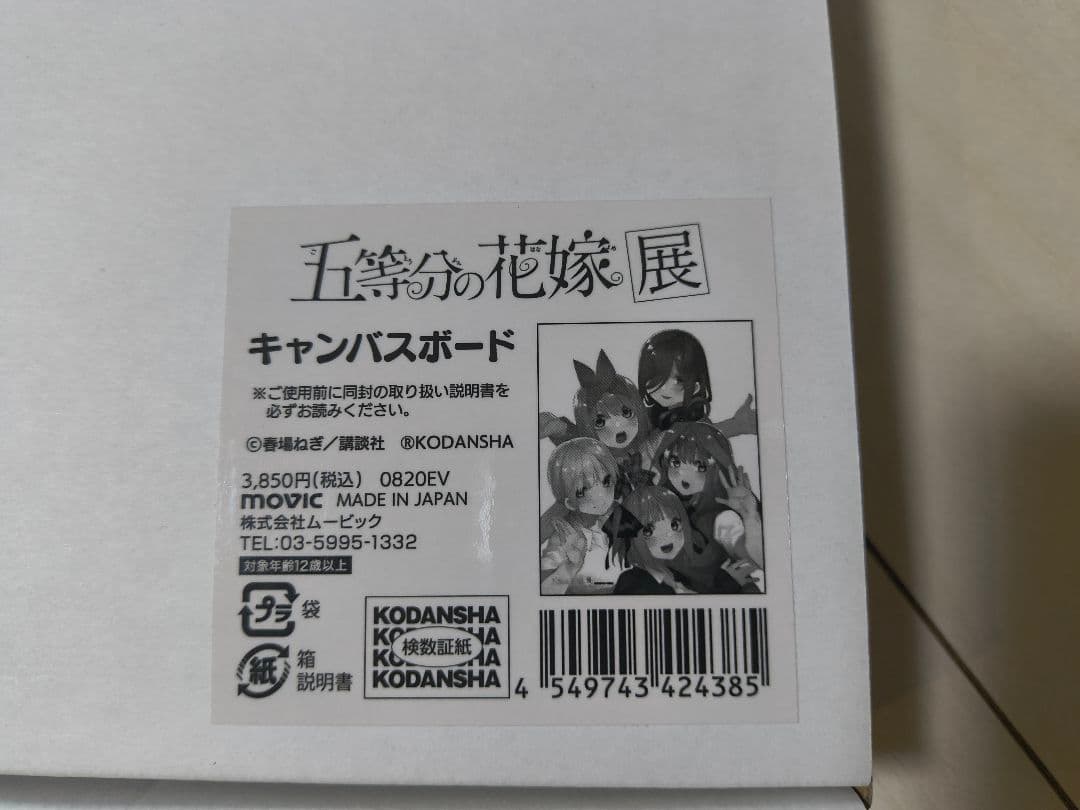 五等分の花嫁 展
キャンバスボード
※ご使用前に同封の取り扱い説明書を
必ずお読みください。
©春場ねぎ／講談社 ®KODANSHA
3,850円(税込) 0820EV
movic MADE IN JAPAN
株式会社ムービック
TEL:03-5995-1332
対象年齢12歳以上
プラ 袋
紙 箱
説明書
KODANSHA
検数証紙
KODANSHA
4 549743 424385